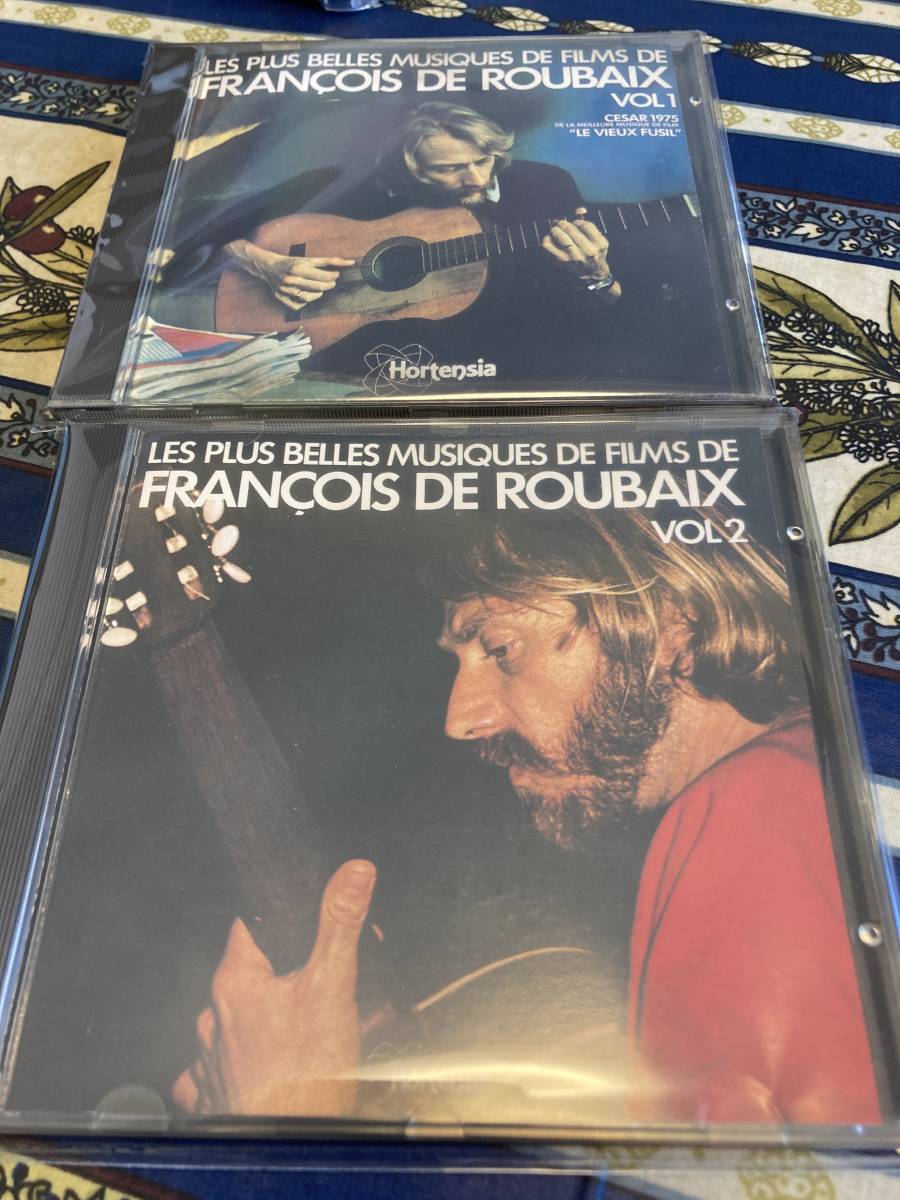 LES PLUS BELLES MUSIQUES DE FILMS DE
FRANÇOIS DE ROUBAIX
VOL 1
CESAR 1975
DE LA MEILLEURE MUSIQUE DE FILM
"LE VIEUX FUSIL"
Hortensia
LES PLUS BELLES MUSIQUES DE FILMS DE
FRANÇOIS DE ROUBAIX
VOL 2
Hortensia